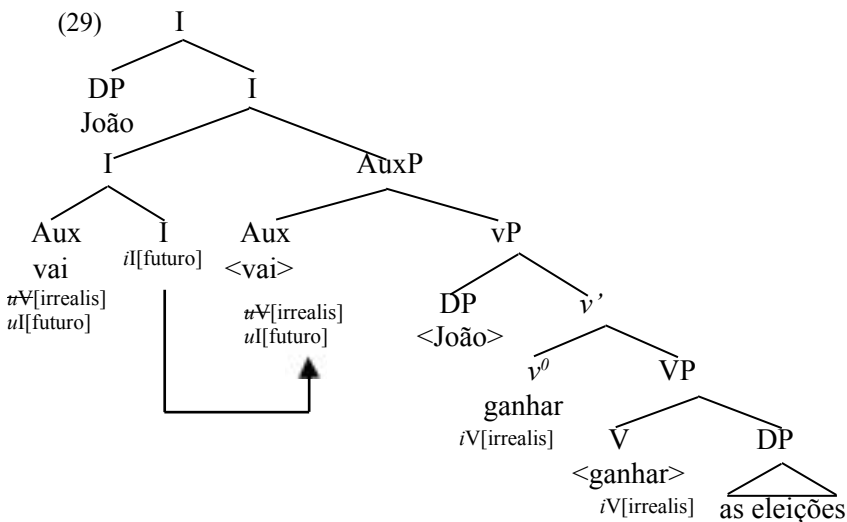 (29) I
DP I
João
I AuxP
Aux I Aux vP
vai iI[futuro] <vai>
uV[irrealis] uV[irrealis] DP v’
uI[futuro] uI[futuro] <João>
v⁰ VP
ganhar
iV[irrealis] V DP
<ganhar>
iV[irrealis] as eleições